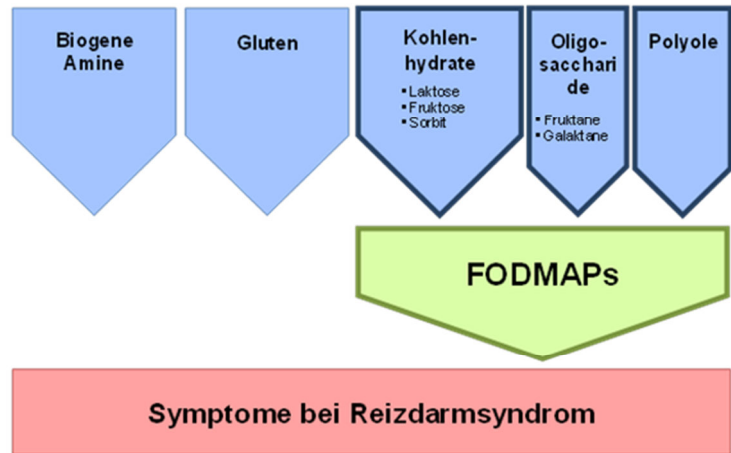 Biogene
Amine
Gluten
Kohlen-
hydrate
▪ Laktose
▪ Fruktose
▪ Sorbit
Oligo-
sacchari
de
▪ Fruktane
▪ Galaktane
Polyole
FODMAPs
Symptome bei Reizdarmsyndrom